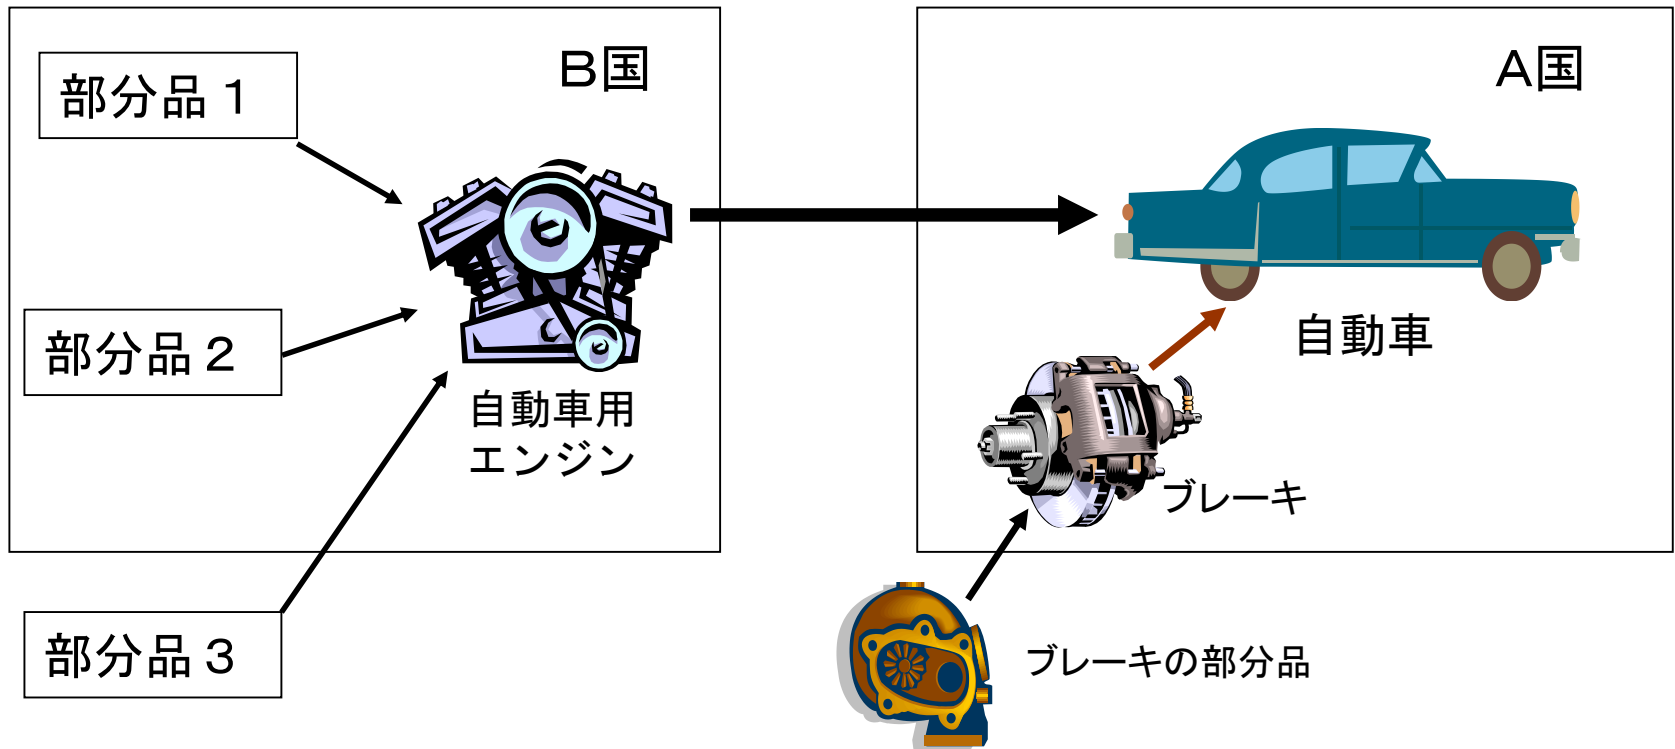 B国
部分品1
部分品2
自動車用
エンジン
部分品3
A国
自動車
ブレーキ
ブレーキの部分品